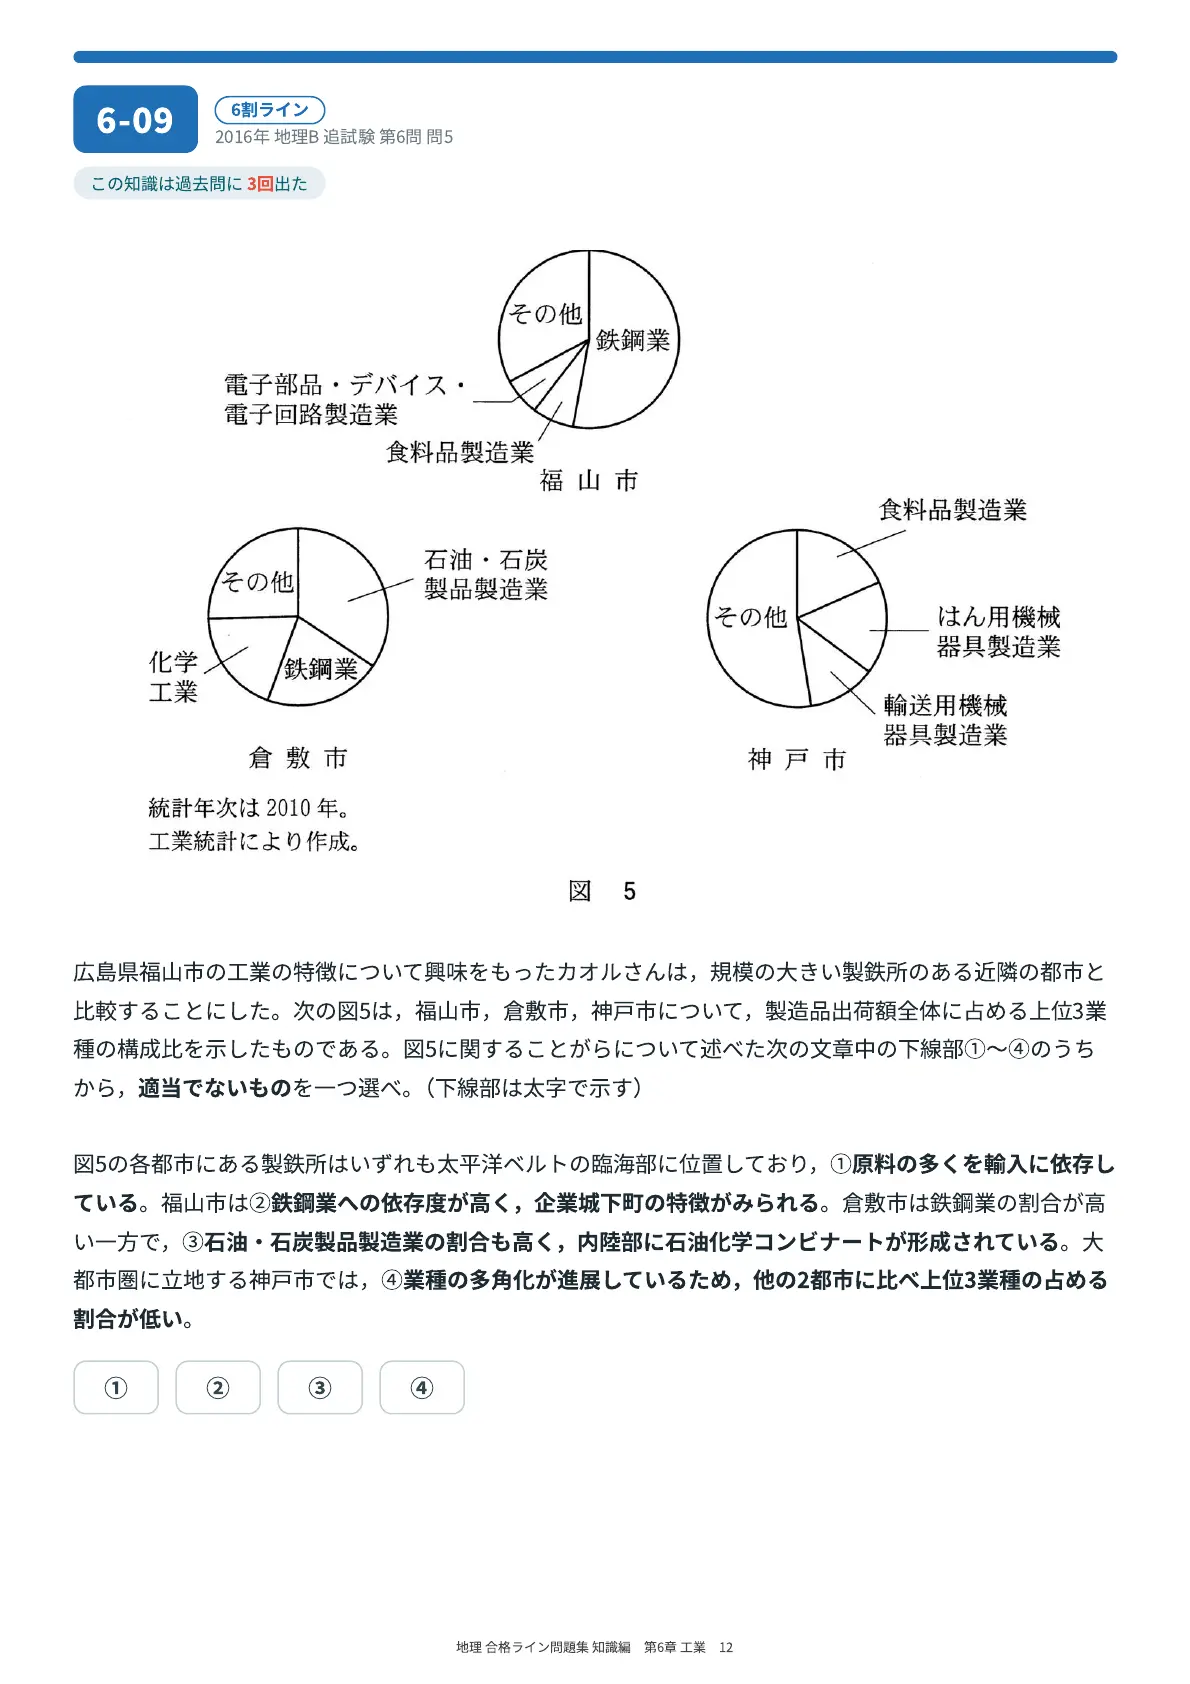 6-09
6割ライン
2016年 地理B 追試験 第6問 問5
この知識は過去問に 3回出た
その他
鉄鋼業
電子部品・デバイス・
電子回路製造業
食料品製造業
福山市
食料品製造業
その他
石油・石炭
製品製造業
その他
はん用機械
器具製造業
化学
工業
鉄鋼業
輸送用機械
器具製造業
倉敷市
神戸市
統計年次は 2010 年。
工業統計により作成。
図 5
広島県福山市の工業の特徴について興味をもったカオルさんは，規模の大きい製鉄所のある近隣の都市と
比較することにした。次の図5は，福山市，倉敷市，神戸市について，製造品出荷額全体に占める上位3業
種の構成比を示したものである。図5に関することがらについて述べた次の文章中の下線部①〜④のうち
から，適当でないものを一つ選べ。（下線部は太字で示す）
図5の各都市にある製鉄所はいずれも太平洋ベルトの臨海部に位置しており，①原料の多くを輸入に依存し
ている。福山市は②鉄鋼業への依存度が高く，企業城下町の特徴がみられる。倉敷市は鉄鋼業の割合が高
い一方で，③石油・石炭製品製造業の割合も高く，内陸部に石油化学コンビナートが形成されている。大
都市圏に立地する神戸市では，④業種の多角化が進展しているため，他の2都市に比べ上位3業種の占める
割合が低い。
① ② ③ ④
地理 合格ライン問題集 知識編 第6章 工業 12